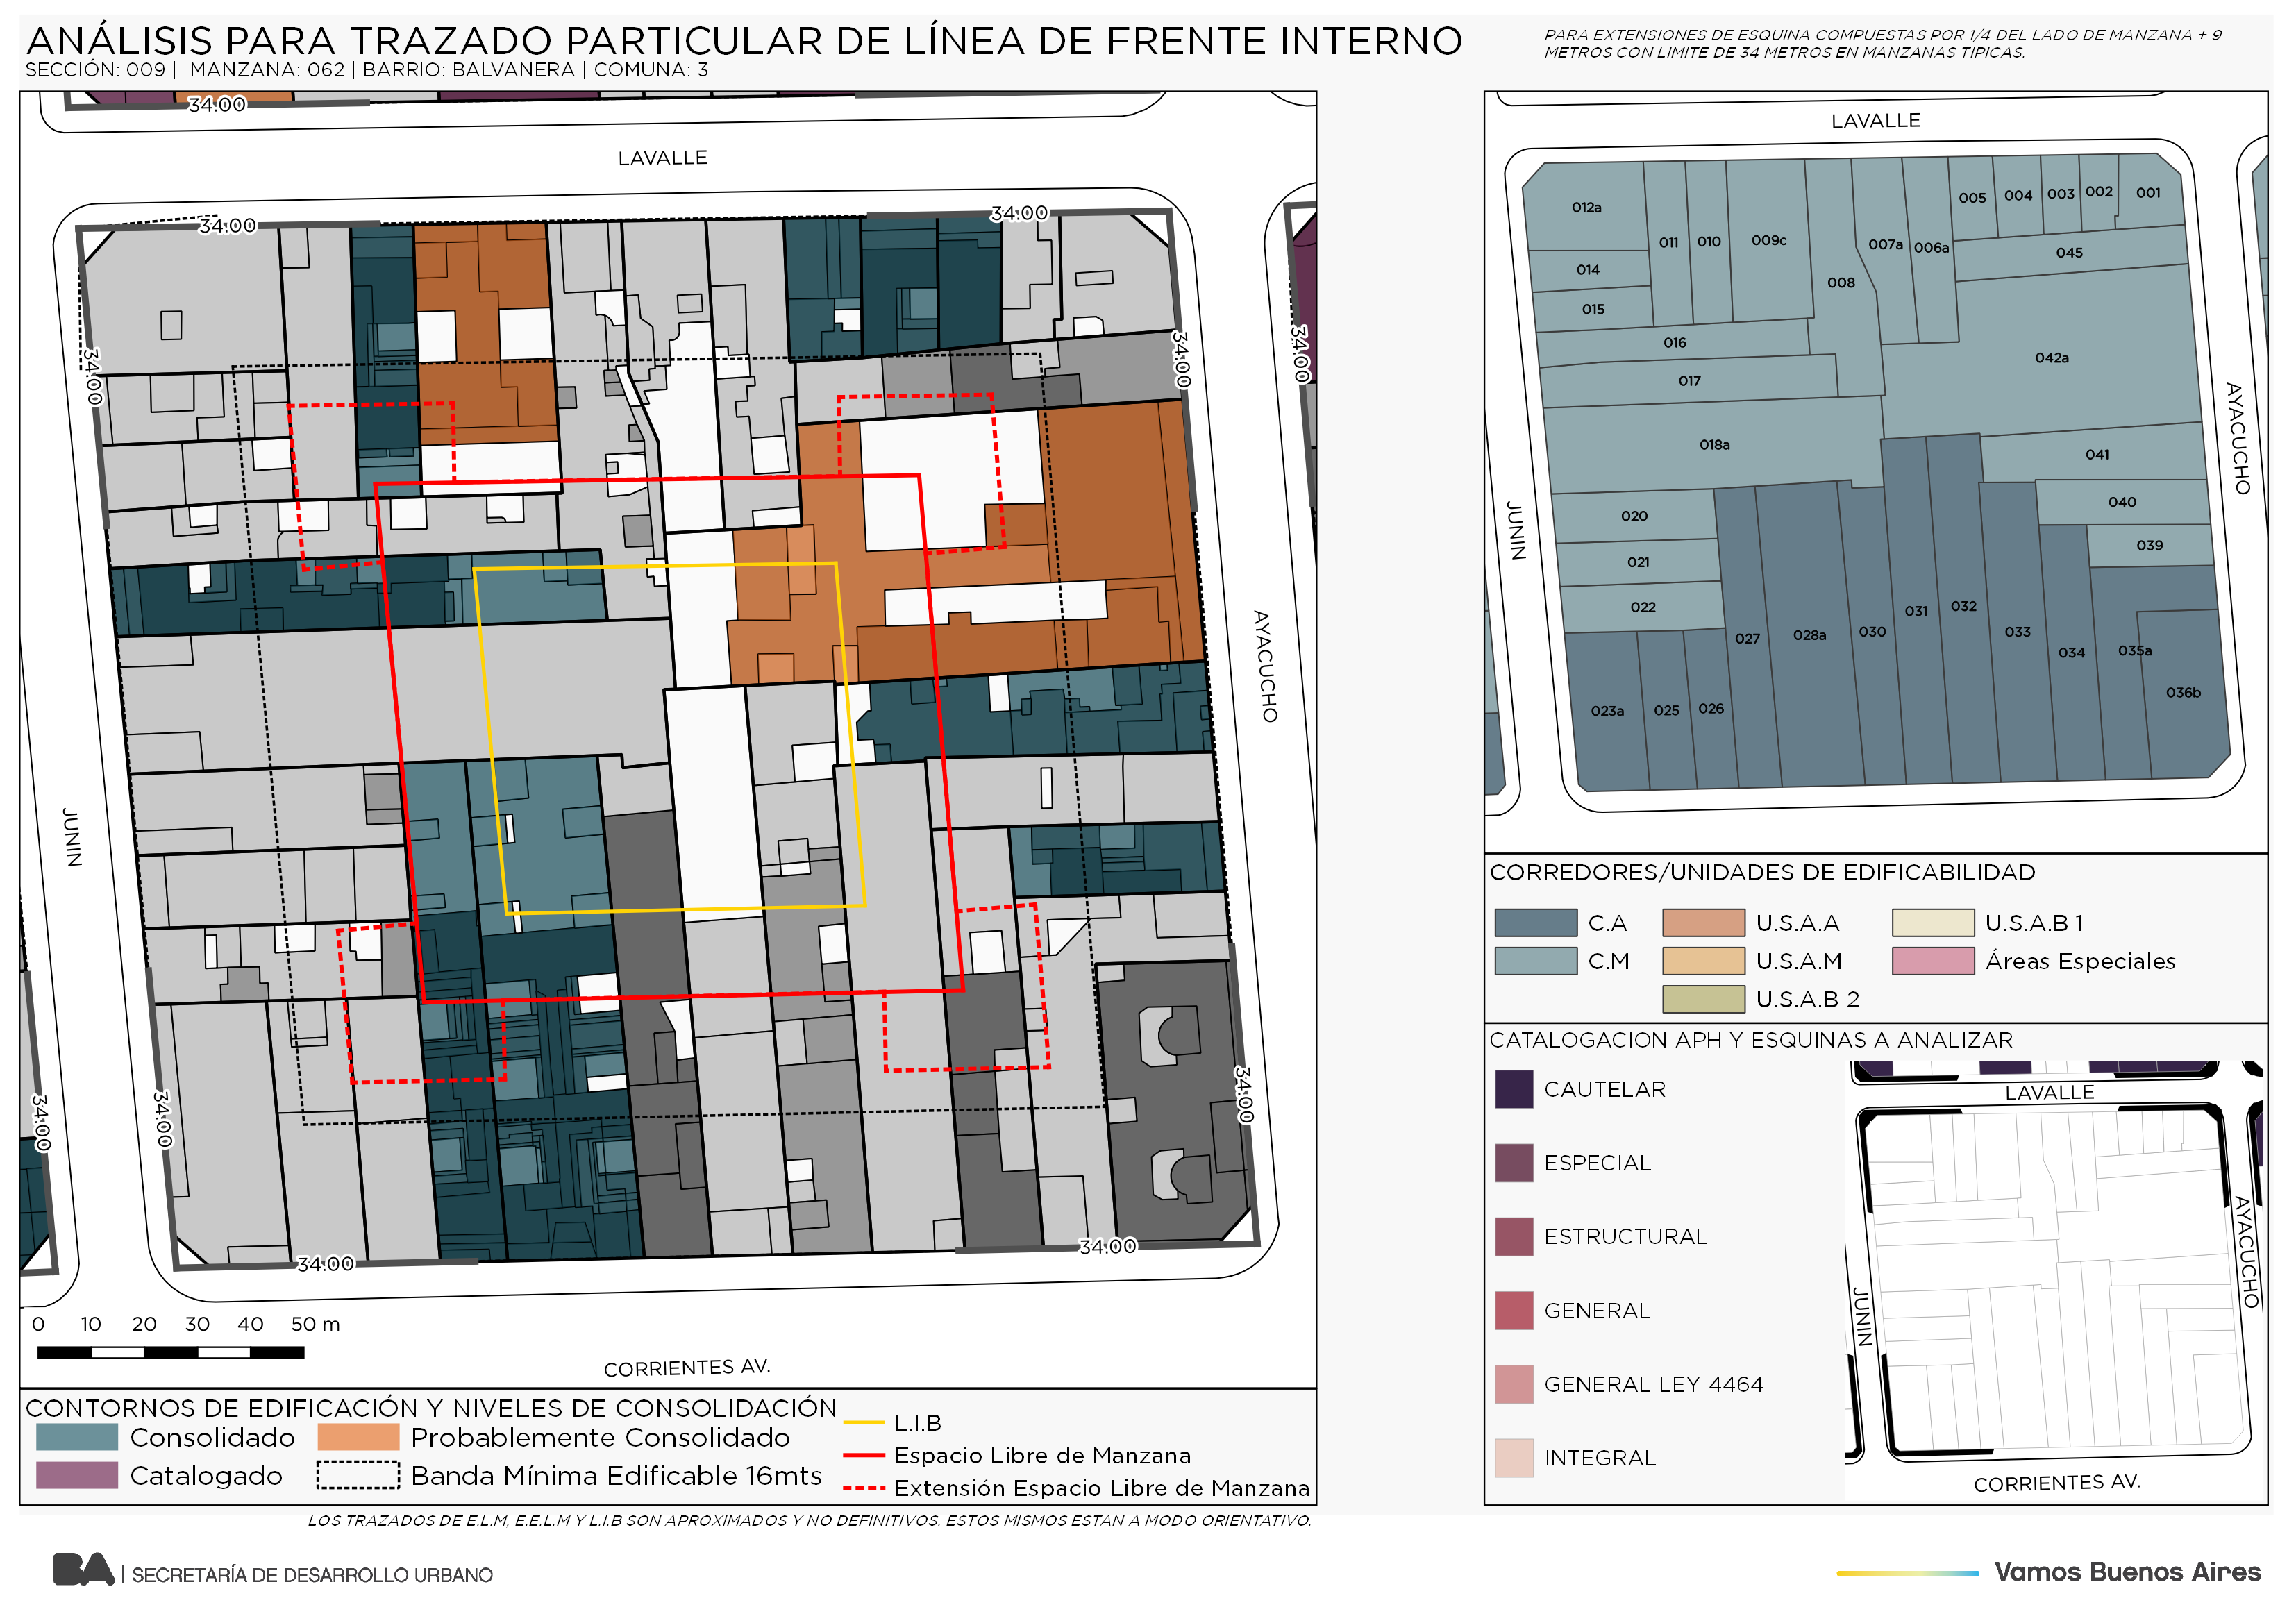 ANÁLISIS PARA TRAZADO PARTICULAR DE LÍNEA DE FRENTE INTERNO
SECCIÓN: 009 | MANZANA: 062 | BARRIO: BALVANERA | COMUNA: 3
PARA EXTENSIONES DE ESQUINA COMPUESTAS POR 1/4 DEL LADO DE MANZANA + 9
METROS CON LIMITE DE 34 METROS EN MANZANAS TIPICAS.
34.00
LAVALLE
34.00
34.00
34.00
34.00
34.00
AYACUCHO
JUNIN
34.00
34.00
34.00
34.00
34.00
0 10 20 30 40 50 m
CORRIENTES AV.
CONTORNOS DE EDIFICACIÓN Y NIVELES DE CONSOLIDACIÓN
Consolidado
Probablemente Consolidado
Catalogado
Banda Mínima Edificable 16mts
L.I.B
Espacio Libre de Manzana
Extensión Espacio Libre de Manzana
LAVALLE
012a
011
010
009c
008
007a
006a
005
004
003
002
001
014
015
016
017
018a
045
042a
041
040
039
020
021
022
023a
025
026
027
028a
030
031
032
033
034
035a
036b
JUNIN
AYACUCHO
CORREDORES/UNIDADES DE EDIFICABILIDAD
C.A
U.S.A.A
U.S.A.B 1
C.M
U.S.A.M
Áreas Especiales
U.S.A.B 2
CATALOGACION APH Y ESQUINAS A ANALIZAR
CAUTELAR
ESPECIAL
ESTRUCTURAL
GENERAL
GENERAL LEY 4464
INTEGRAL
LAVALLE
AYACUCHO
JUNIN
CORRIENTES AV.
LOS TRAZADOS DE E.L.M, E.E.L.M Y L.I.B SON APROXIMADOS Y NO DEFINITIVOS. ESTOS MISMOS ESTAN A MODO ORIENTATIVO.
BA | SECRETARÍA DE DESARROLLO URBANO
Vamos Buenos Aires